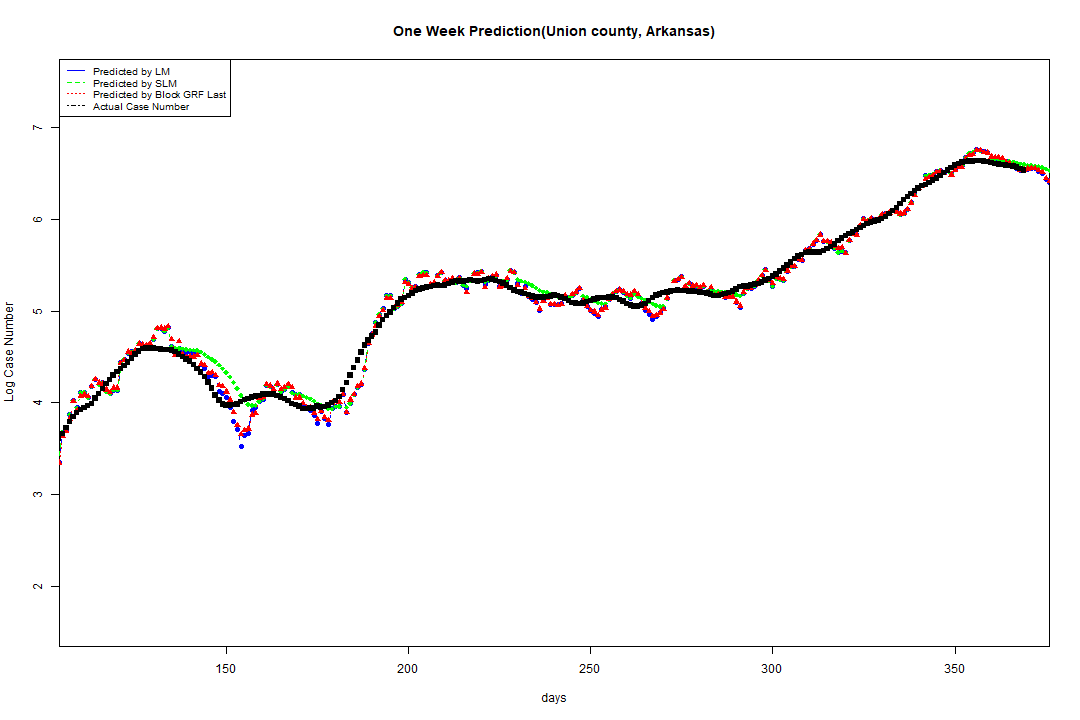 One Week Prediction(Union county, Arkansas)
Predicted by LM
Predicted by SLM
Predicted by Block GRF Last
Actual Case Number
7
6
5
4
3
2
Log Case Number
150 200 250 300 350
days